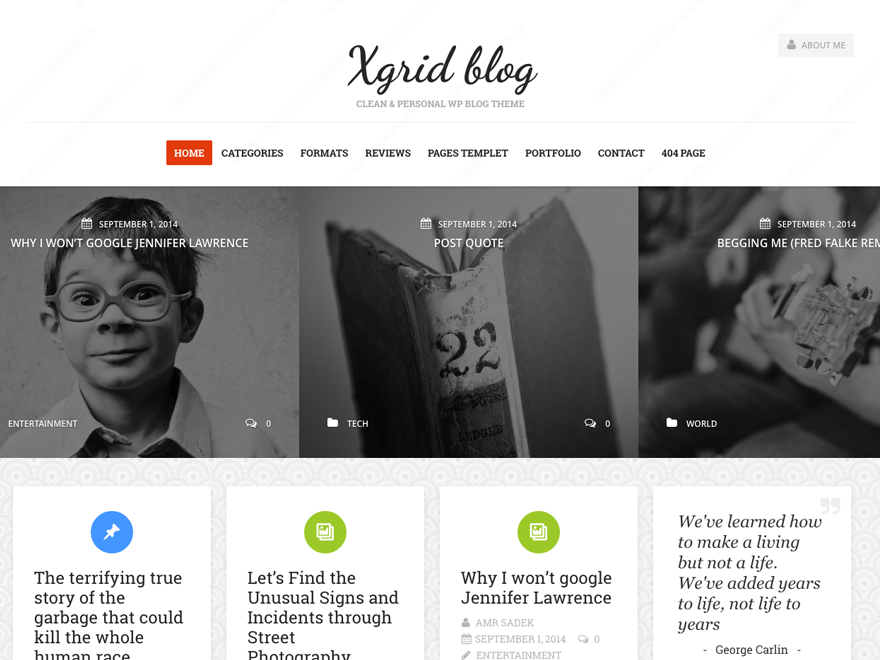 ABOUT ME
Xgrid blog
CLEAN & PERSONAL WP BLOG THEME
HOME CATEGORIES FORMATS REVIEWS PAGES TEMPLET PORTFOLIO CONTACT 404 PAGE
SEPTEMBER 1, 2014
WHY I WON'T GOOGLE JENNIFER LAWRENCE
ENTERTAINMENT 0
SEPTEMBER 1, 2014
POST QUOTE
22
LEDGER
TECH 0
SEPTEMBER 1, 2014
BEGGING ME (FRED FALKE REM
WORLD
The terrifying true
story of the
garbage that could
kill the whole
human race
Let's Find the
Unusual Signs and
Incidents through
Street
Photography
Why I won't google
Jennifer Lawrence
AMR SADEK
SEPTEMBER 1, 2014 0
ENTERTAINMENT
We've learned how
to make a living
but not a life.
We've added years
to life, not life to
years
- George Carlin -